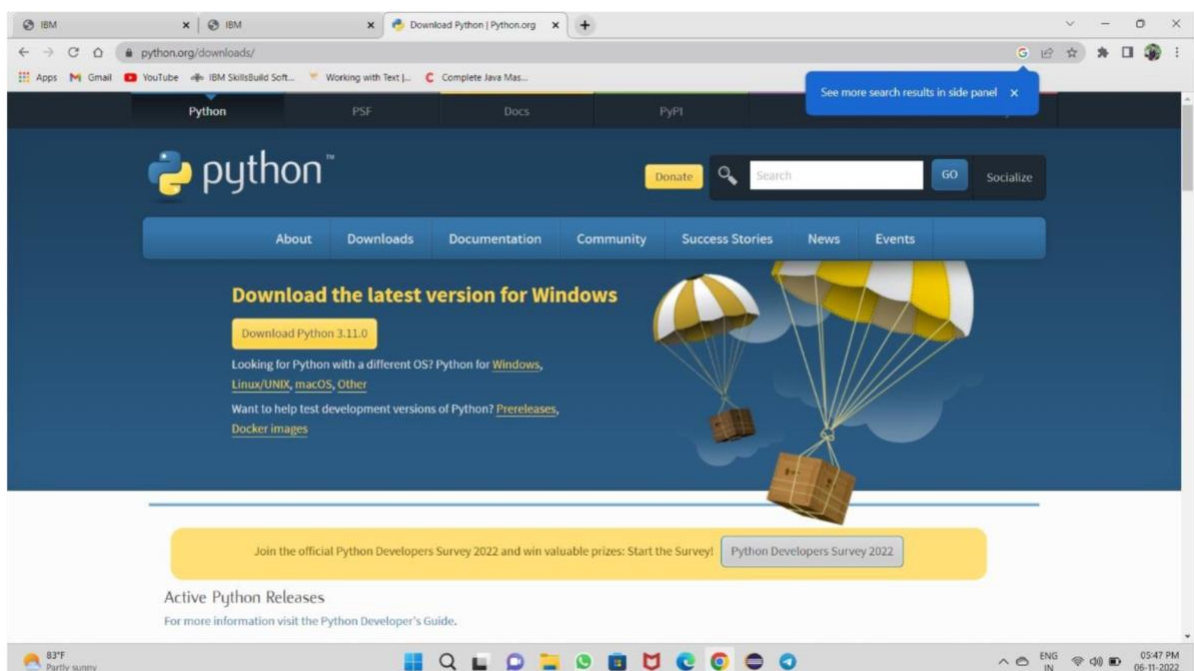 IBM
IBM
Download Python | Python.org
python.org/downloads/
Apps
Gmail
YouTube
IBM SkillsBuild Soft...
Working with Text |...
Complete Java Mas...
See more search results in side panel
Python
PSF
Docs
PyPI
python™
Donate
Search
GO
Socialize
About
Downloads
Documentation
Community
Success Stories
News
Events
Download the latest version for Windows
Download Python 3.11.0
Looking for Python with a different OS? Python for Windows,
Linux/UNIX, macOS, Other
Want to help test development versions of Python? Prereleases,
Docker images
Join the official Python Developers Survey 2022 and win valuable prizes: Start the Survey! Python Developers Survey 2022
Active Python Releases
For more information visit the Python Developer's Guide.
83°F
Partly sunny
ENG
IN
05:47 PM
06-11-2022